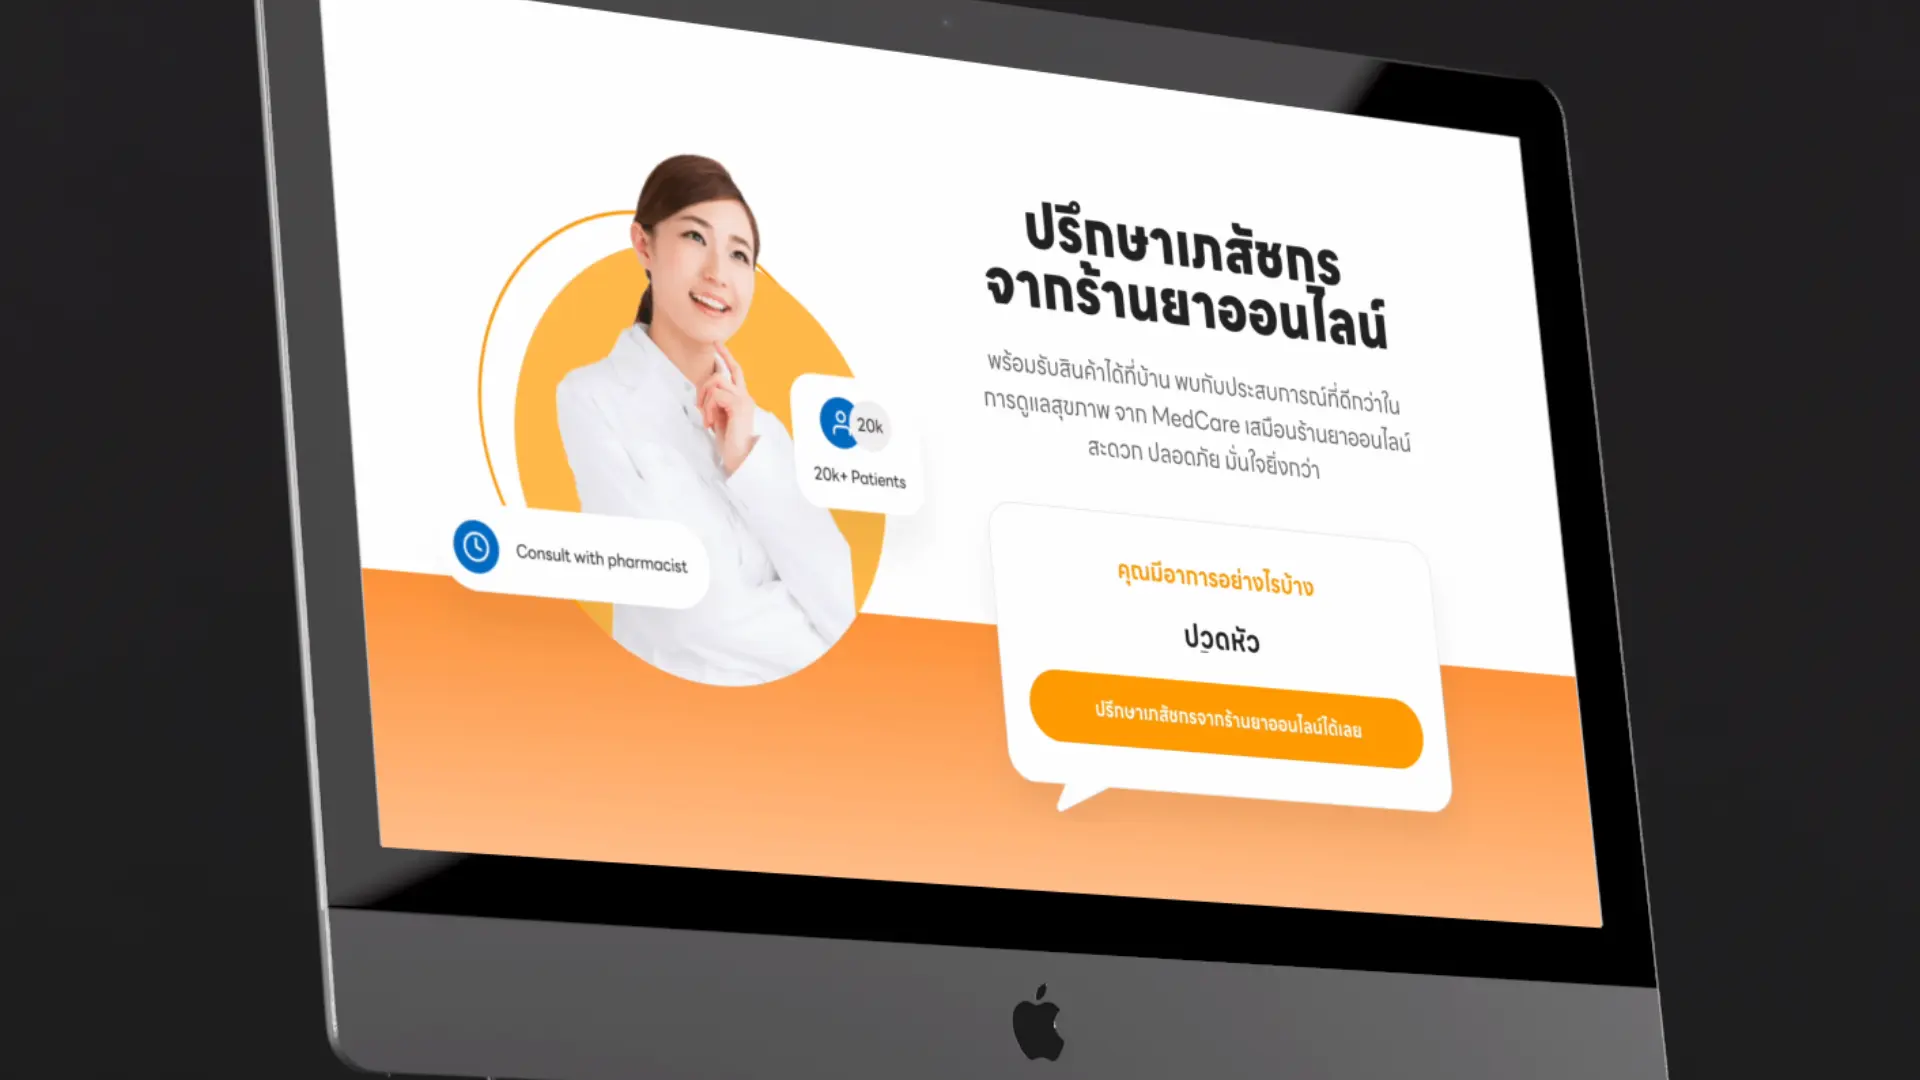 ปรึกษาเภสัชกร
จากร้านยาออนไลน์
พร้อมรับสินค้าได้ที่บ้าน พบกับประสบการณ์ที่ดีกว่าใน
การดูแลสุขภาพ จาก MedCare เสมือนร้านยาออนไลน์
สะดวก ปลอดภัย มั่นใจยิ่งกว่า
20k
20k+ Patients
Consult with pharmacist
คุณมีอาการอย่างไรบ้าง
ปวดหัว
ปรึกษาเภสัชกรจากร้านยาออนไลน์ได้เลย